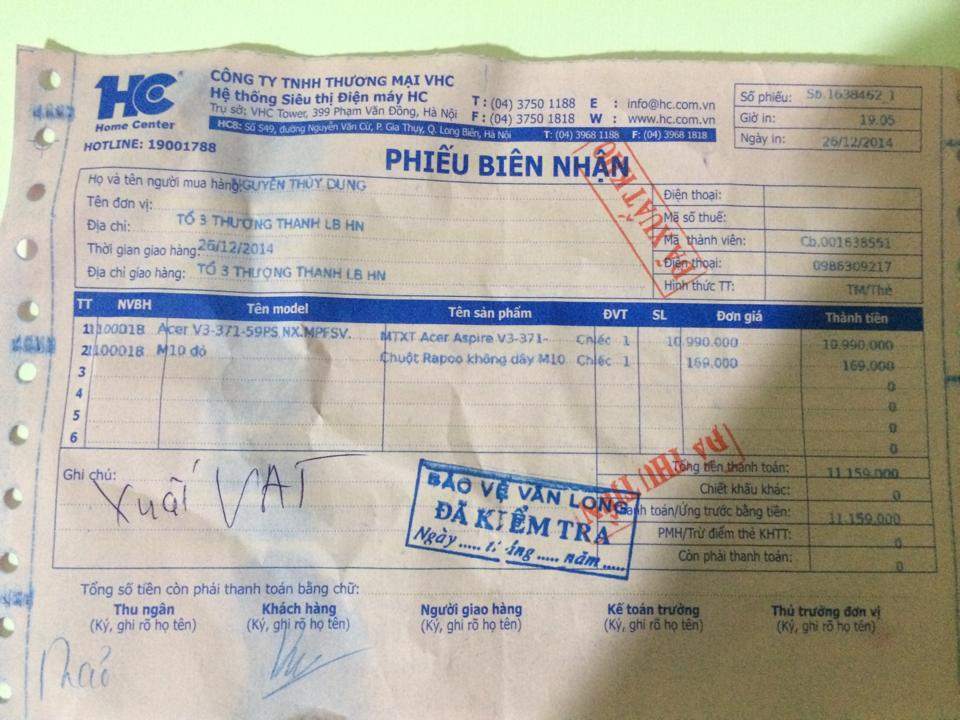 HC
Home Center
HOTLINE: 19001788
CÔNG TY TNHH THƯƠNG MẠI VHC
Hệ thống Siêu thị Điện máy HC
Trụ sở: VHC Tower, 399 Phạm Văn Đồng, Hà Nội
T : (04) 3750 1188 E : info@hc.com.vn
F : (04) 3750 1818 W : www.hc.com.vn
HC8: Số 549, đường Nguyễn Văn Cừ, P. Gia Thụy, Q. Long Biên, Hà Nội T: (04) 3968 1188 F: (04) 3968 1818
Số phiếu: Sb.1638462_1
Giờ in: 19.05
Ngày in: 26/12/2014
PHIẾU BIÊN NHẬN
ĐÃ XUẤT KHO
Họ và tên người mua hàng: NGUYỄN THÙY DUNG
Tên đơn vị:
Địa chỉ: TỔ 3 THƯỢNG THANH LB HN
Thời gian giao hàng: 26/12/2014
Địa chỉ giao hàng: TỔ 3 THƯỢNG THANH LB HN
Điện thoại:
Mã số thuế:
Mã thành viên: Cb.001638551
Điện thoại: 0986309217
Hình thức TT: TM/Thẻ
TT NVBH Tên model Tên sản phẩm ĐVT SL Đơn giá Thành tiền
1 1100018 Acer V3-371-59PS NX.MPFSV. MTXT Acer Aspire V3-371- Chiếc 1 10.990.000 10.990.000
2 1100018 M10 đỏ Chuột Rapoo không dây M10 Chiếc 1 169.000 169.000
3 0
4 0
5 0
6 0
Ghi chú: Xuất VAT
BẢO VỆ VĂN LONG
ĐÃ KIỂM TRA
Ngày ..... tháng ..... năm .....
ĐÃ THU TIỀN
Tổng tiền thanh toán: 11.159.000
Chiết khấu khác: 0
Thanh toán/Ứng trước bằng tiền: 11.159.000
PMH/Trừ điểm thẻ KHTT: 0
Còn phải thanh toán: 0
Tổng số tiền còn phải thanh toán bằng chữ:
Thu ngân Khách hàng Người giao hàng Kế toán trưởng Thủ trưởng đơn vị
(Ký, ghi rõ họ tên) (Ký, ghi rõ họ tên) (Ký, ghi rõ họ tên) (Ký, ghi rõ họ tên) (Ký, ghi rõ họ tên)